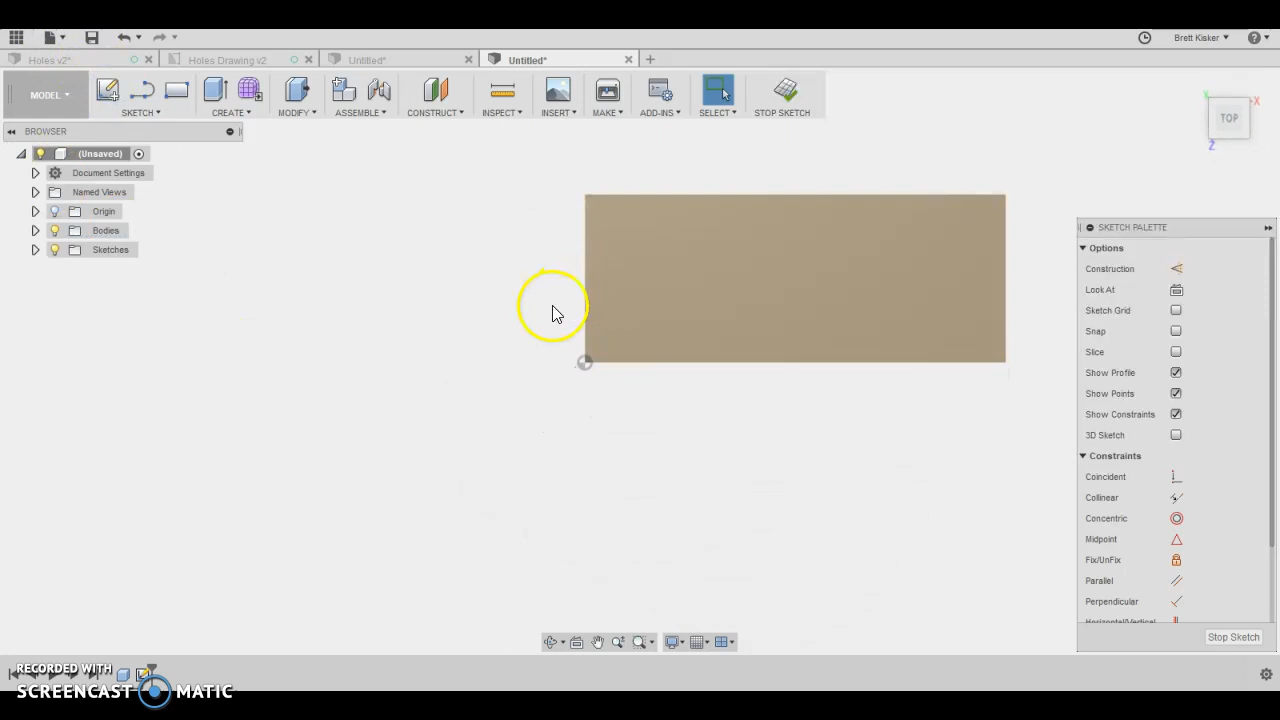 Brett Kisker
Holes v2*
Holes Drawing v2
Untitled*
Untitled*
MODEL
SKETCH
CREATE
MODIFY
ASSEMBLE
CONSTRUCT
INSPECT
INSERT
MAKE
ADD-INS
SELECT
STOP SKETCH
TOP
X
Y
Z
BROWSER
(Unsaved)
Document Settings
Named Views
Origin
Bodies
Sketches
SKETCH PALETTE
Options
Construction
Look At
Sketch Grid
Snap
Slice
Show Profile
Show Points
Show Constraints
3D Sketch
Constraints
Coincident
Collinear
Concentric
Midpoint
Fix/UnFix
Parallel
Perpendicular
Horizontal/Vertical
Stop Sketch
RECORDED WITH
SCREENCAST MATIC